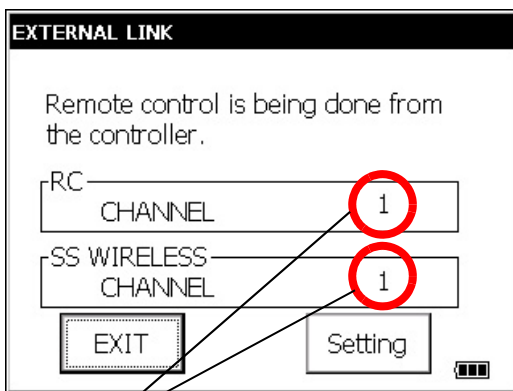 EXTERNAL LINK
Remote control is being done from
the controller.
RC
CHANNEL 1
SS WIRELESS
CHANNEL 1
EXIT Setting